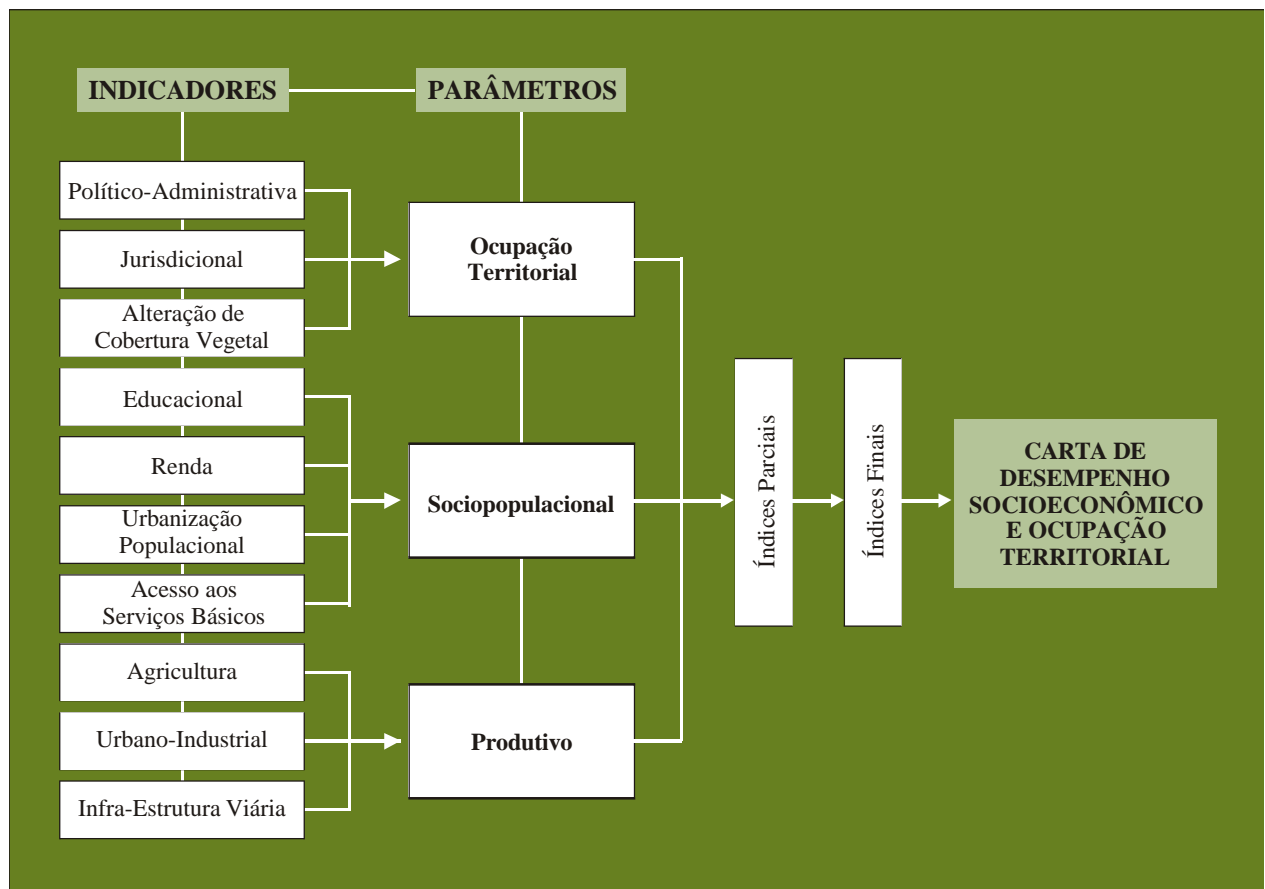 INDICADORES
PARÂMETROS
Político-Administrativa
Jurisdicional
Alteração de
Cobertura Vegetal
Educacional
Renda
Urbanização
Populacional
Acesso aos
Serviços Básicos
Agricultura
Urbano-Industrial
Infra-Estrutura Viária
Ocupação
Territorial
Sociopopulacional
Produtivo
Índices Parciais
Índices Finais
CARTA DE
DESEMPENHO
SOCIOECONÔMICO
E OCUPAÇÃO
TERRITORIAL